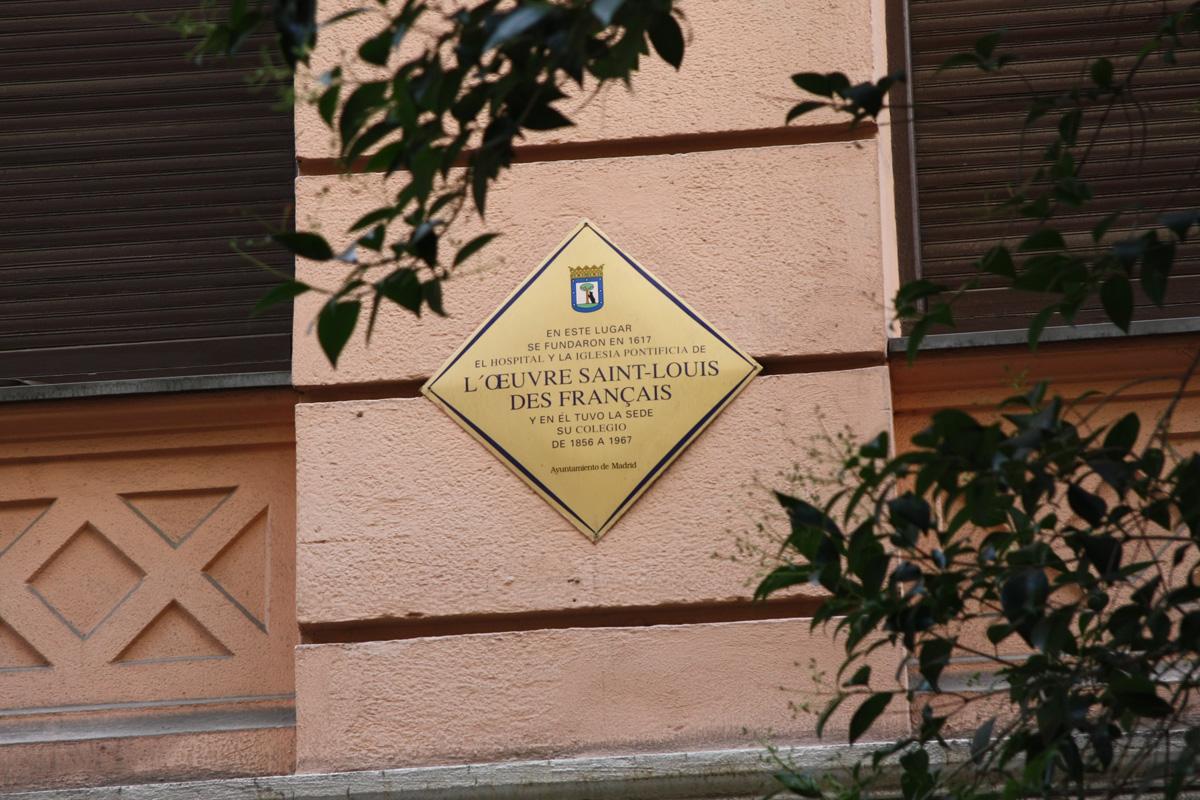 EN ESTE LUGAR
SE FUNDARON EN 1617
EL HOSPITAL Y LA IGLESIA PONTIFICIA DE
L´ŒUVRE SAINT-LOUIS
DES FRANÇAIS
Y EN ÉL TUVO LA SEDE
SU COLEGIO
DE 1856 A 1967
Ayuntamiento de Madrid